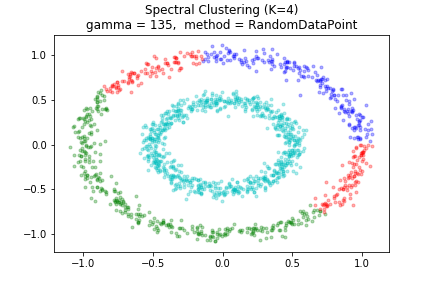 Spectral Clustering (K=4)
gamma = 135,  method = RandomDataPoint
1.0
0.5
0.0
−0.5
−1.0
−1.0 −0.5 0.0 0.5 1.0